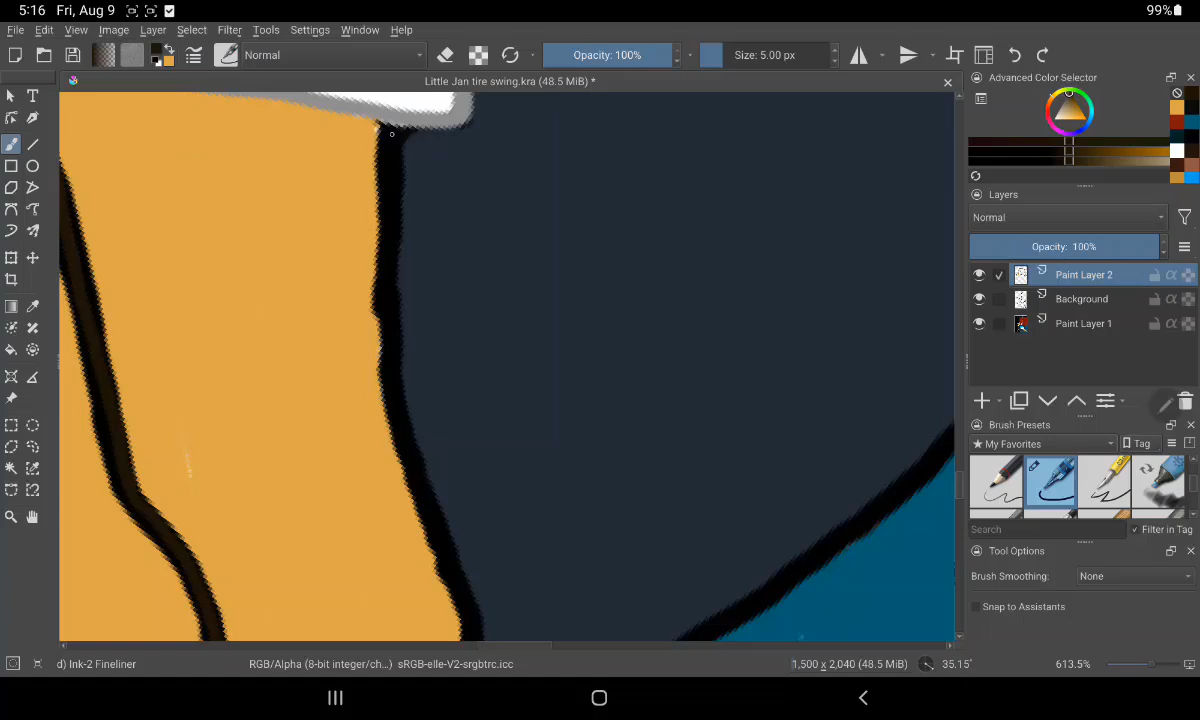 5:16 Fri, Aug 9
99%
File Edit View Image Layer Select Filter Tools Settings Window Help
Normal
Opacity: 100%
Size: 5.00 px
Little Jan tire swing.kra (48.5 MiB) *
Advanced Color Selector
Layers
Normal
Opacity: 100%
Paint Layer 2
Background
Paint Layer 1
Brush Presets
★ My Favorites
Tag
Search
Filter in Tag
Tool Options
Brush Smoothing: None
Snap to Assistants
d) Ink-2 Fineliner
RGB/Alpha (8-bit integer/ch...) sRGB-elle-V2-srgbtrc.icc
1,500 x 2,040 (48.5 MiB)
35.15°
613.5%